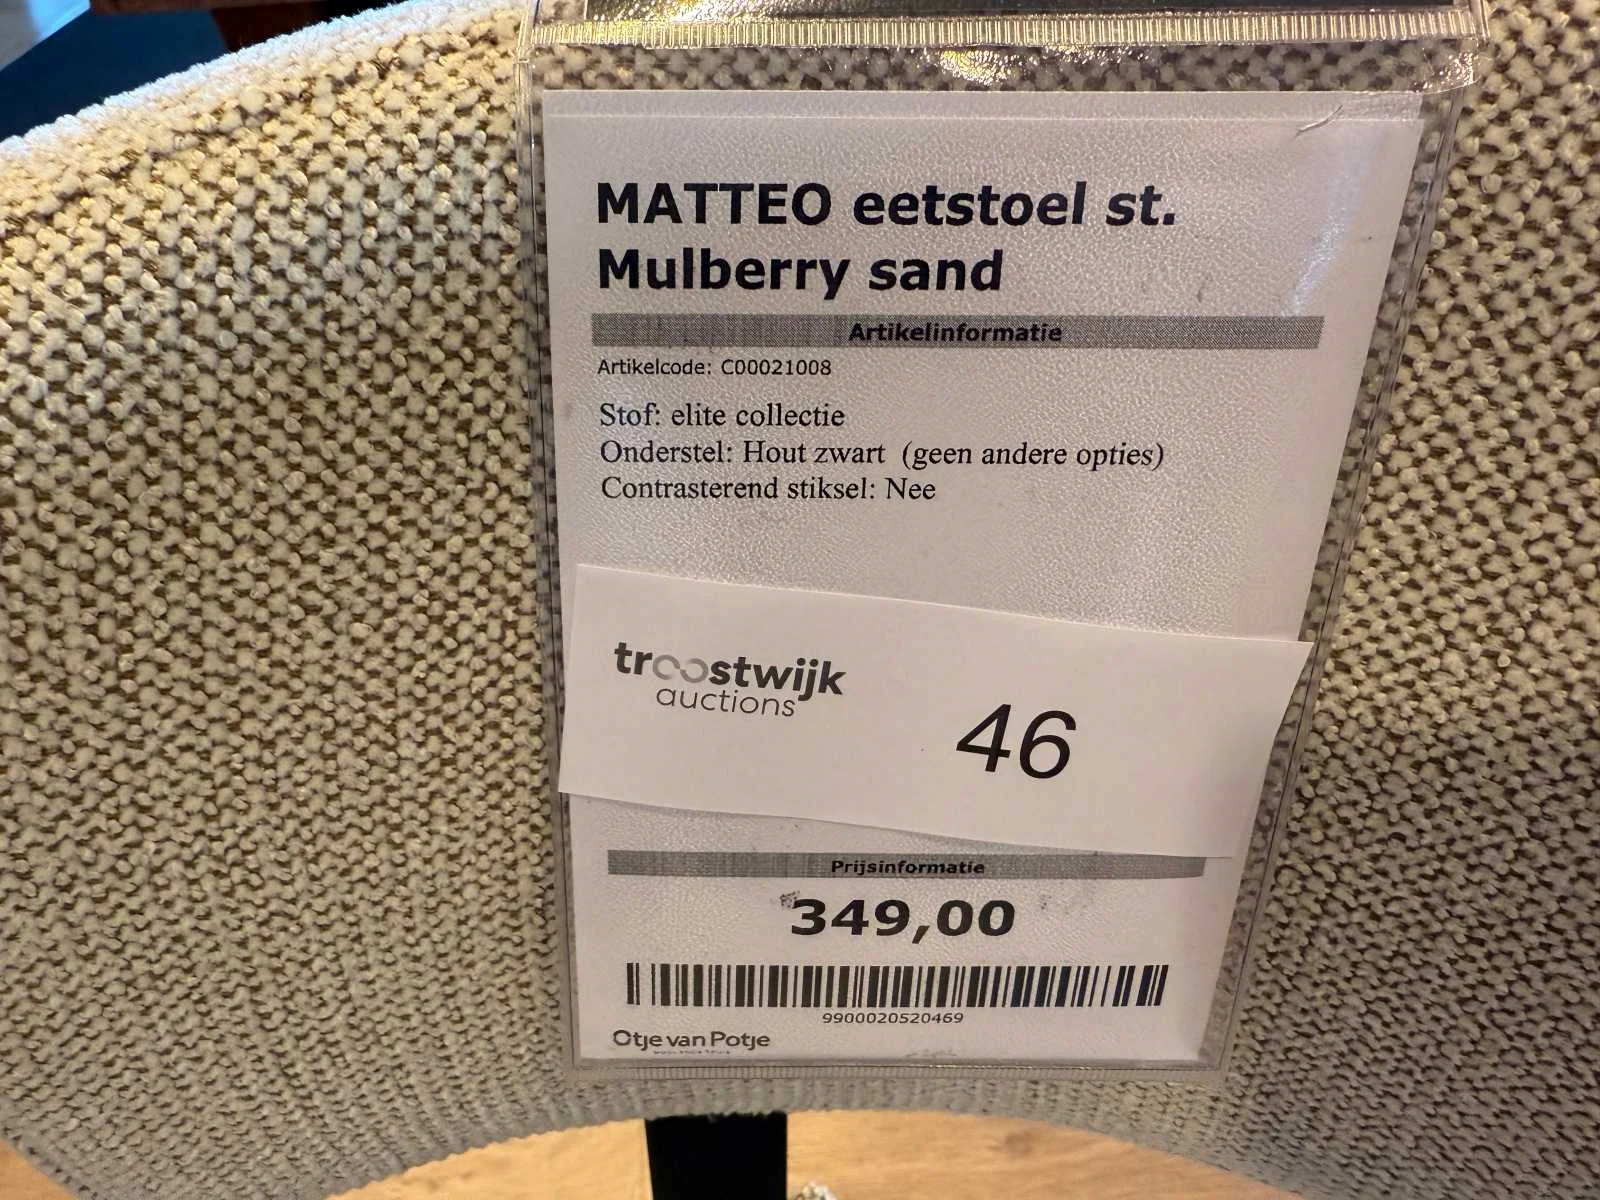 MATTEO eetstoel st.
Mulberry sand
Artikelinformatie
Artikelcode: C00021008
Stof: elite collectie
Onderstel: Hout zwart (geen andere opties)
Contrasterend stiksel: Nee
troostwijk
auctions
46
Prijsinformatie
349,00
9900020520469
Otje van Potje